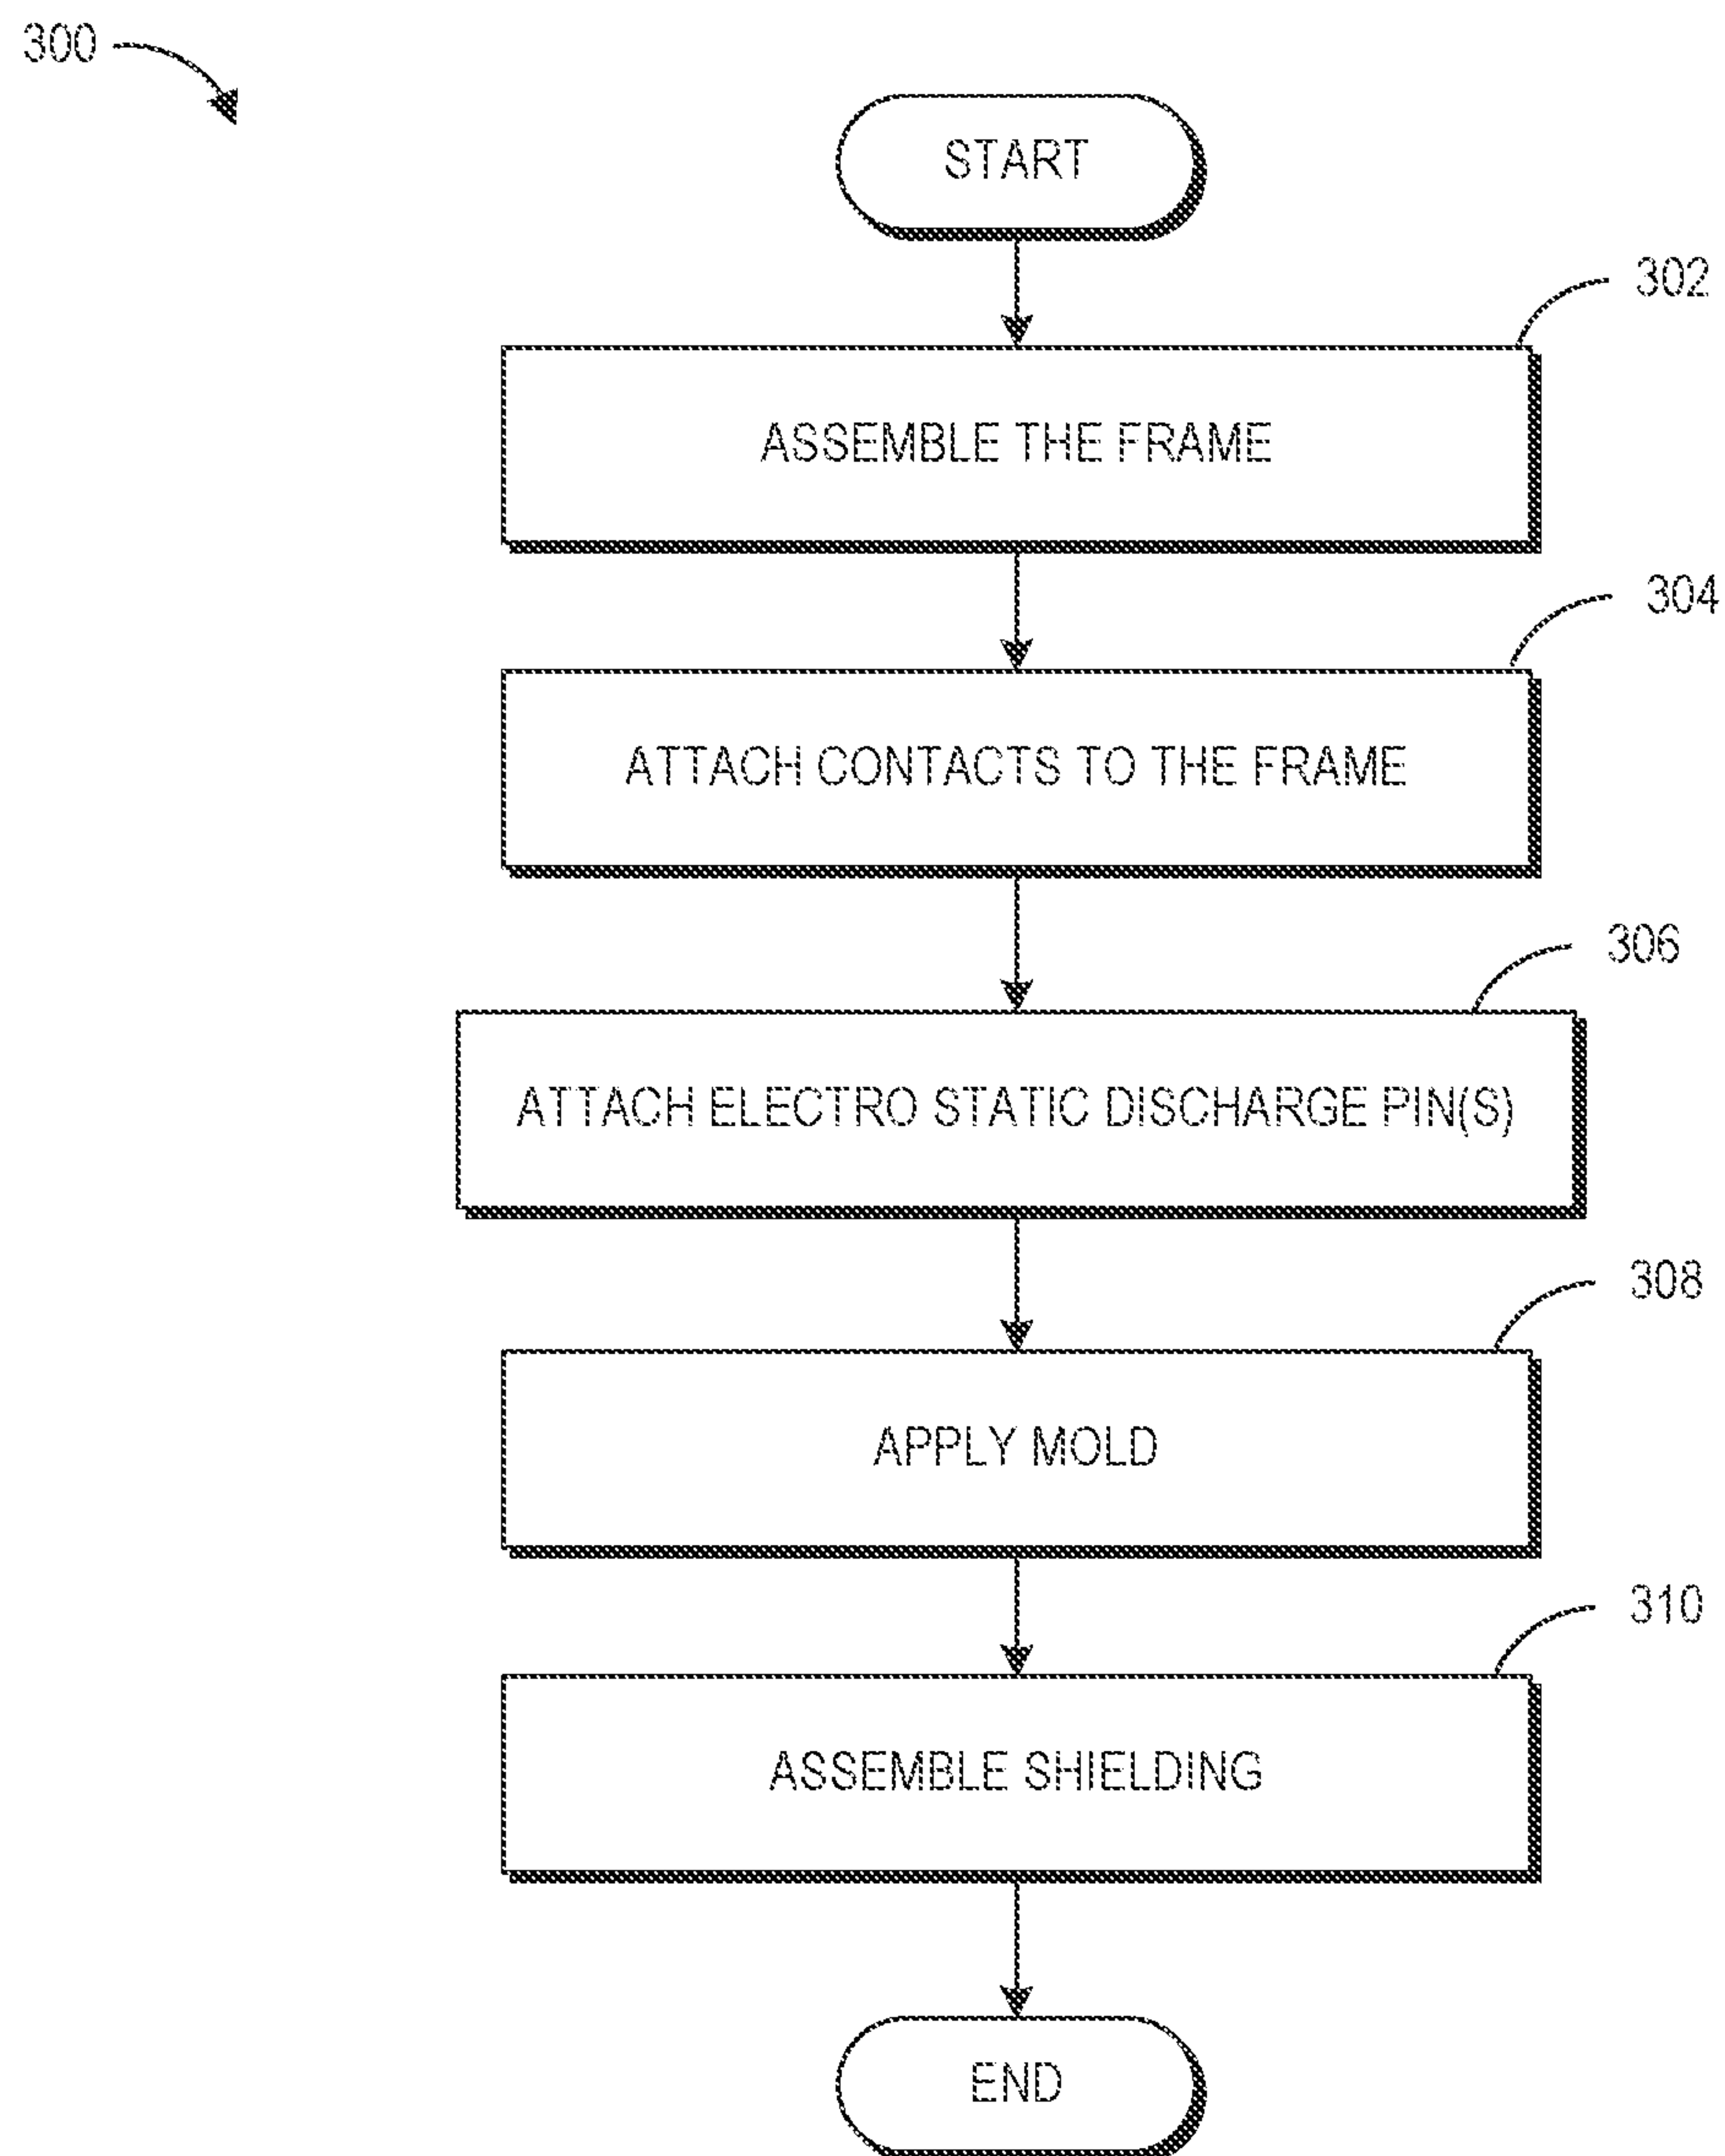 300
START
302
ASSEMBLE THE FRAME
304
ATTACH CONTACTS TO THE FRAME
306
ATTACH ELECTRO STATIC DISCHARGE PIN(S)
308
APPLY MOLD
310
ASSEMBLE SHIELDING
END